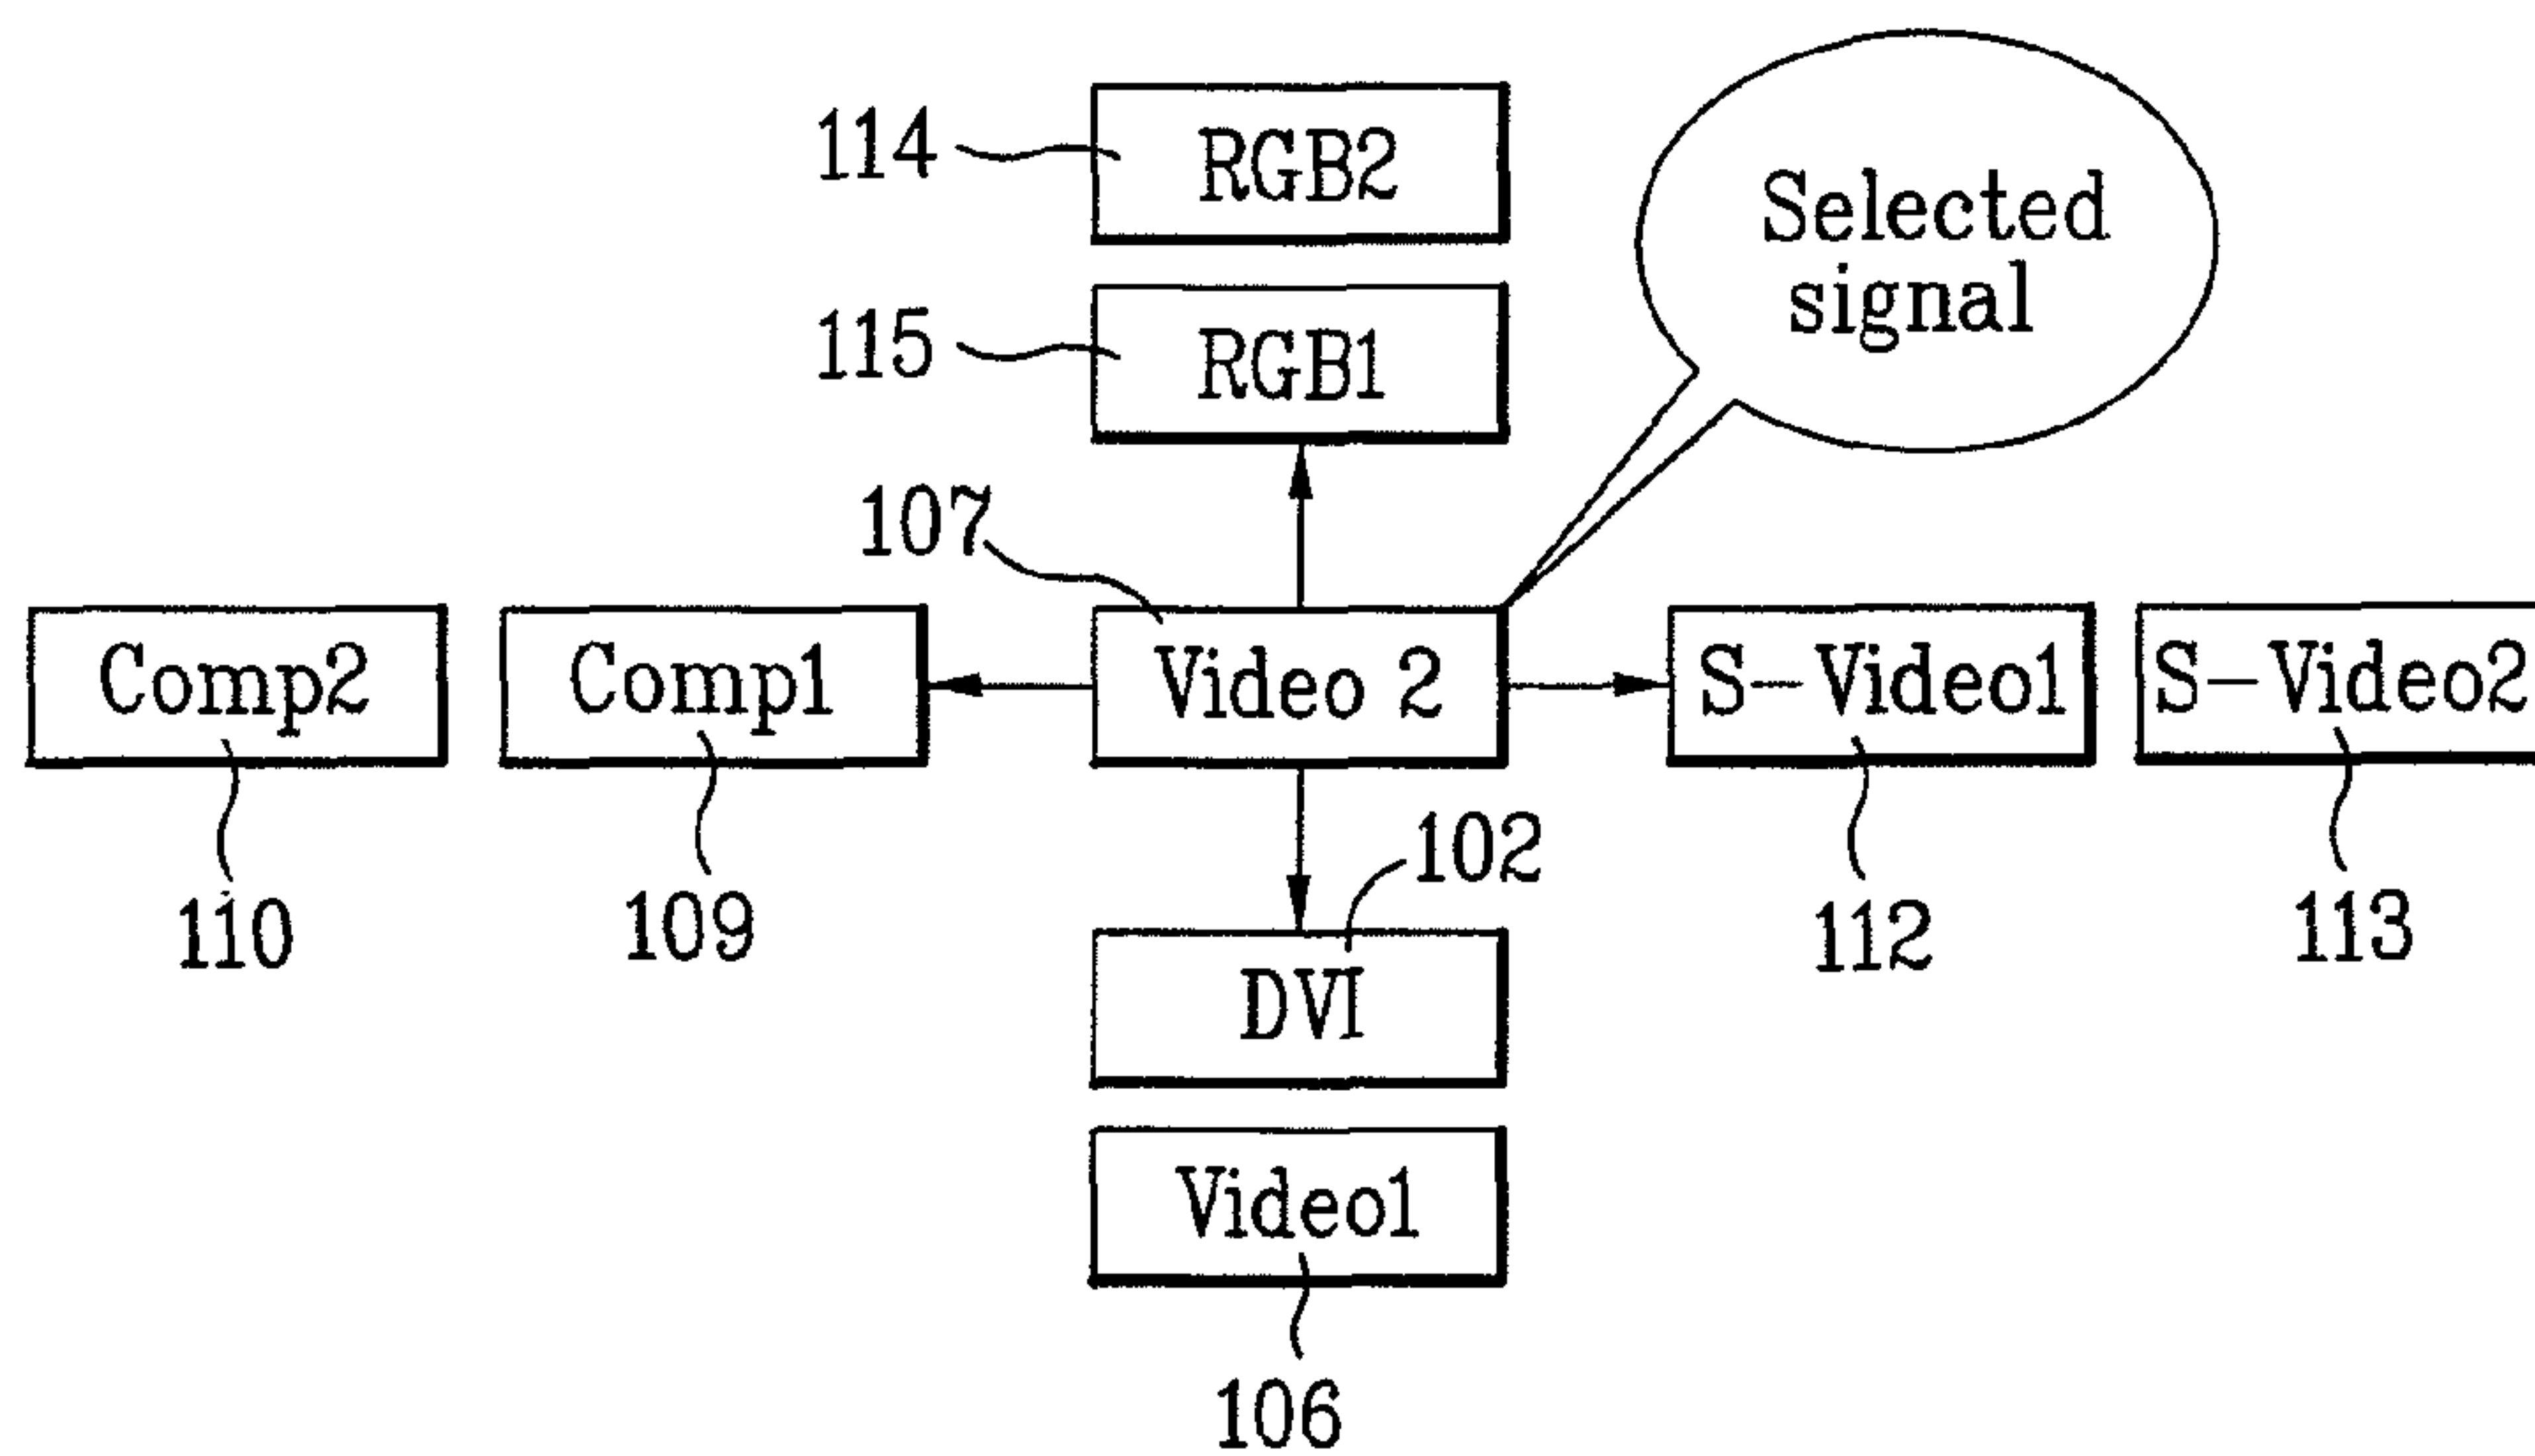 114
RGB2
Selected
signal
115
RGB1
107
Comp2
Comp1
Video 2
S-Video1
S-Video2
102
110
109
DVI
112
113
Video1
106